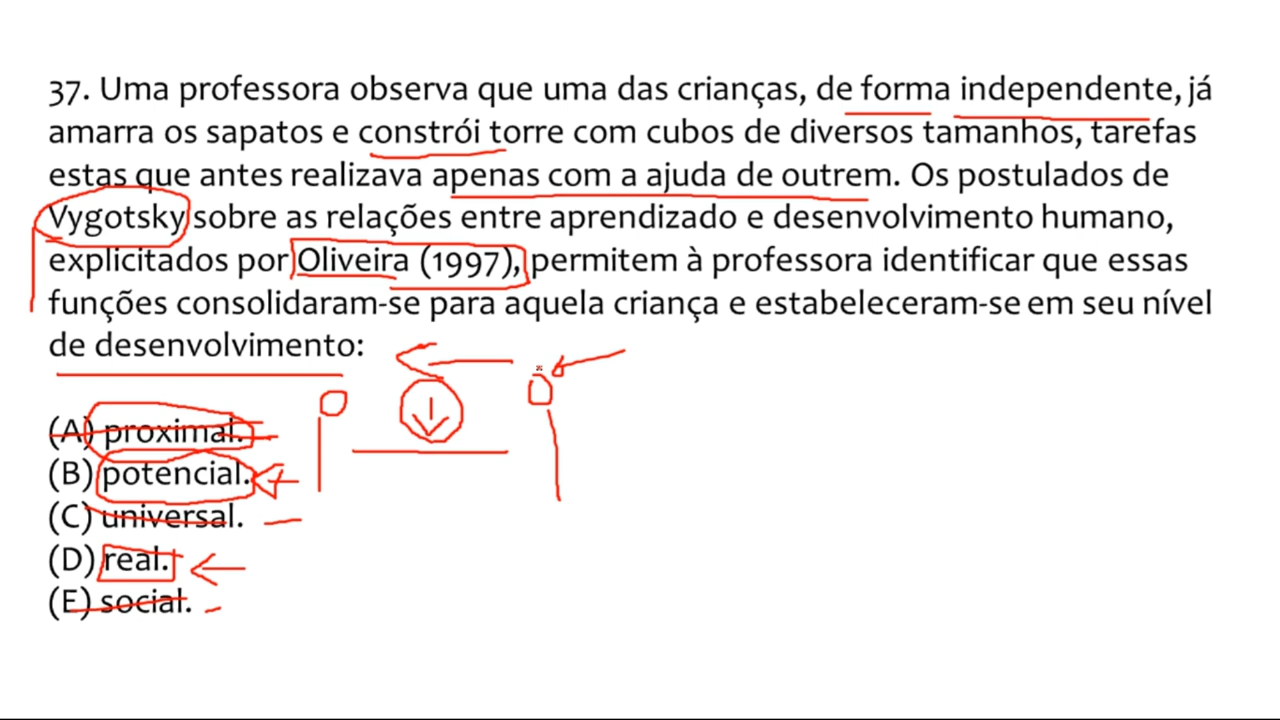 37. Uma professora observa que uma das crianças, de forma independente, já
amarra os sapatos e constrói torre com cubos de diversos tamanhos, tarefas
estas que antes realizava apenas com a ajuda de outrem. Os postulados de
Vygotsky sobre as relações entre aprendizado e desenvolvimento humano,
explicitados por Oliveira (1997), permitem à professora identificar que essas
funções consolidaram-se para aquela criança e estabeleceram-se em seu nível
de desenvolvimento:
(A) proximal.
(B) potencial.
(C) universal.
(D) real.
(E) social.